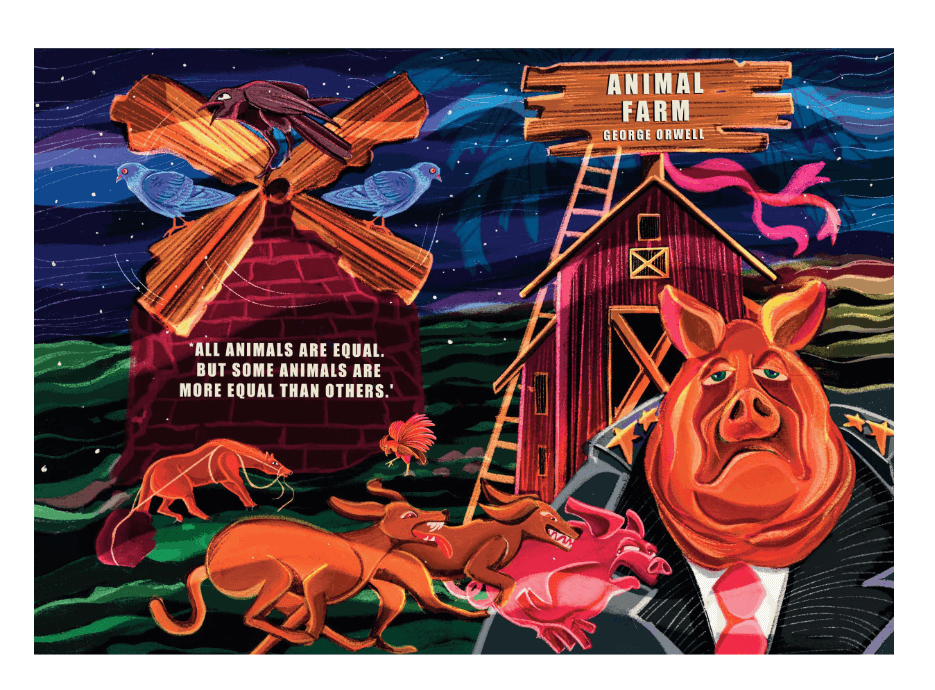 ANIMAL
FARM
GEORGE ORWELL
"ALL ANIMALS ARE EQUAL.
BUT SOME ANIMALS ARE
MORE EQUAL THAN OTHERS.'